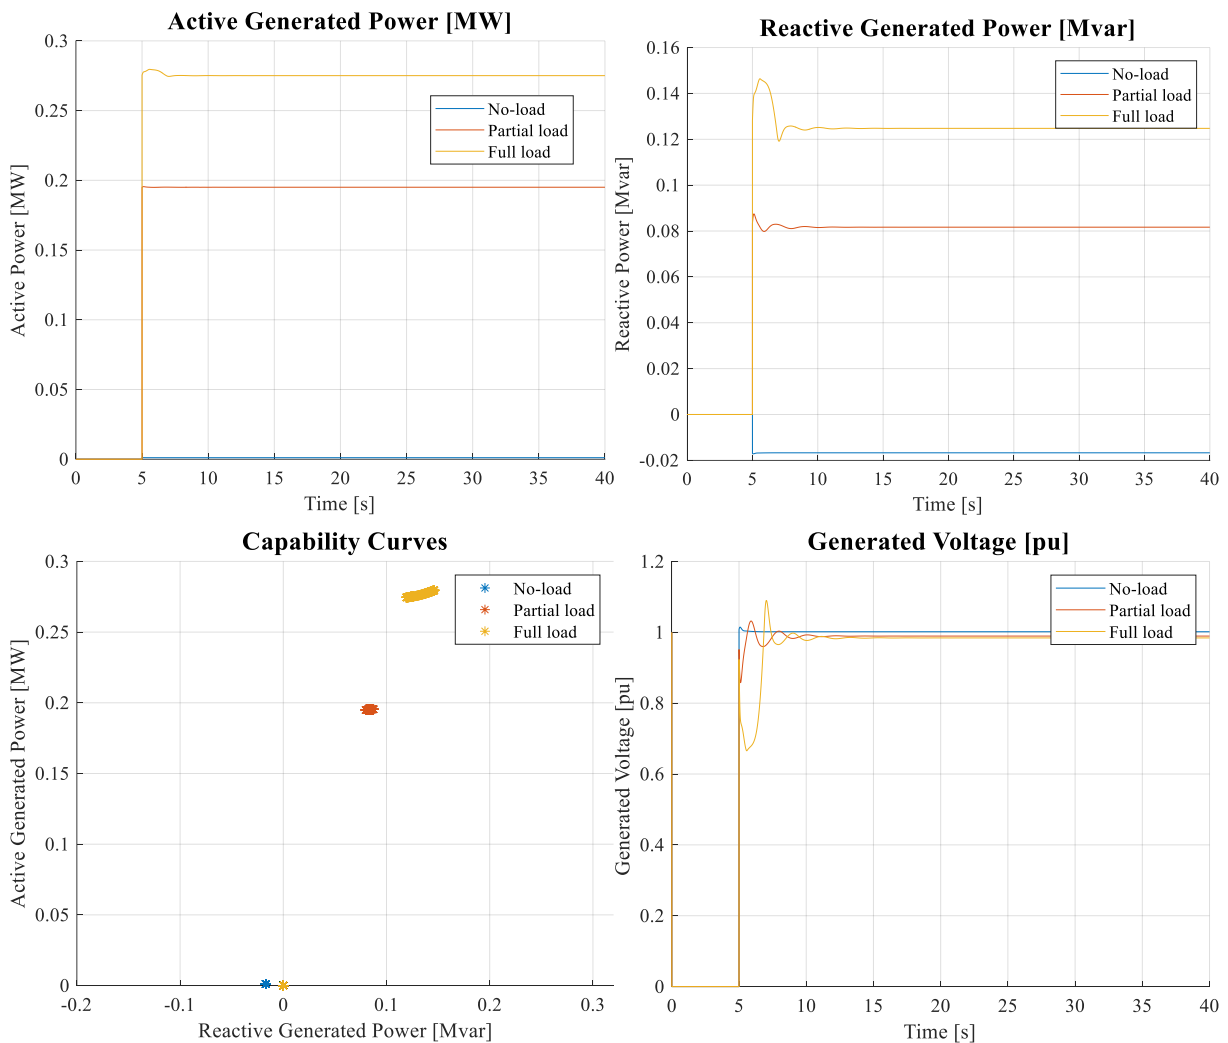 Active Generated Power [MW]
0.3
0.25
0.2
0.15
0.1
0.05
0
Active Power [MW]
No-load
Partial load
Full load
0
5
10
15
20
25
30
35
40
Time [s]
Reactive Generated Power [Mvar]
0.16
0.14
0.12
0.1
0.08
0.06
0.04
0.02
0
-0.02
Reactive Power [Mvar]
No-load
Partial load
Full load
0
5
10
15
20
25
30
35
40
Time [s]
Capability Curves
0.3
0.25
0.2
0.15
0.1
0.05
0
Active Generated Power [MW]
No-load
Partial load
Full load
-0.2
-0.1
0
0.1
0.2
0.3
Reactive Generated Power [Mvar]
Generated Voltage [pu]
1.2
1
0.8
0.6
0.4
0.2
0
Generated Voltage [pu]
No-load
Partial load
Full load
0
5
10
15
20
25
30
35
40
Time [s]